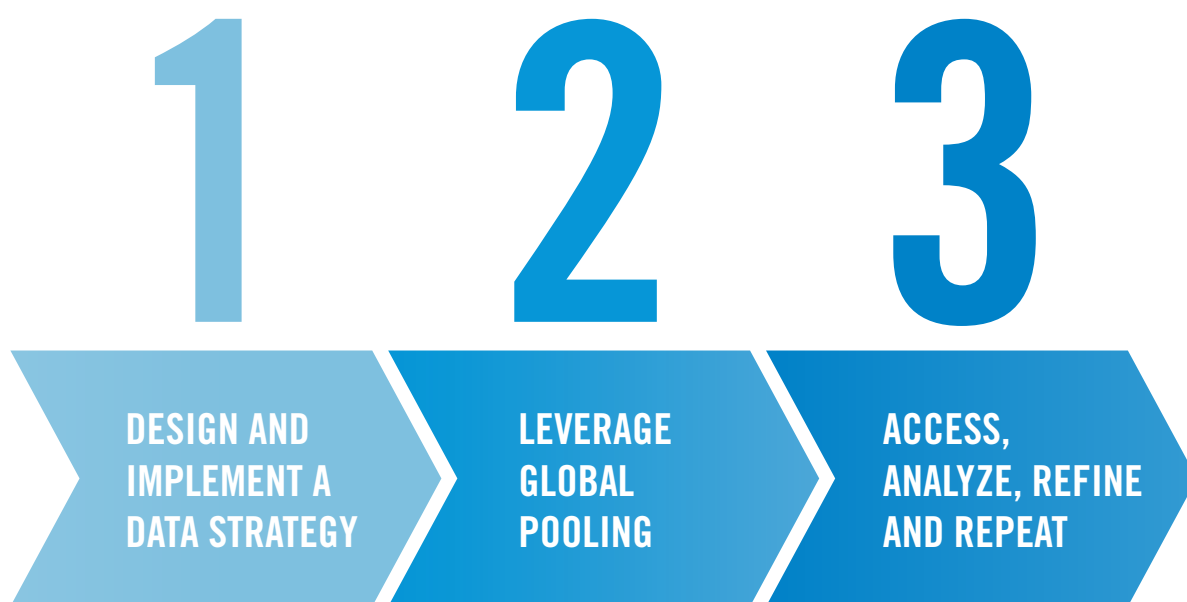 1
2
3
DESIGN AND
IMPLEMENT A
DATA STRATEGY
LEVERAGE
GLOBAL
POOLING
ACCESS,
ANALYZE, REFINE
AND REPEAT